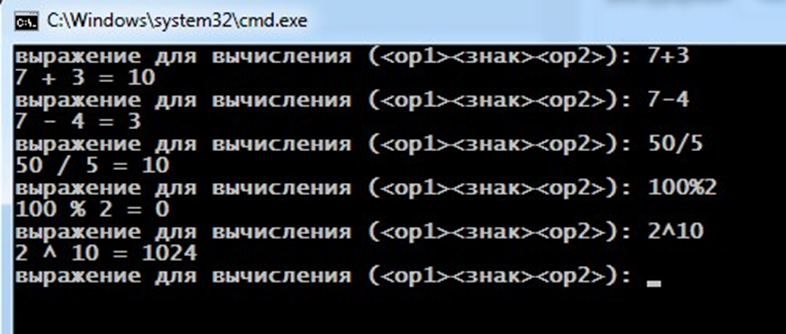 C:\Windows\system32\cmd.exe
выражение для вычисления (<op1><знак><op2>): 7+3
7 + 3 = 10
выражение для вычисления (<op1><знак><op2>): 7-4
7 - 4 = 3
выражение для вычисления (<op1><знак><op2>): 50/5
50 / 5 = 10
выражение для вычисления (<op1><знак><op2>): 100%2
100 % 2 = 0
выражение для вычисления (<op1><знак><op2>): 2^10
2 ^ 10 = 1024
выражение для вычисления (<op1><знак><op2>): _